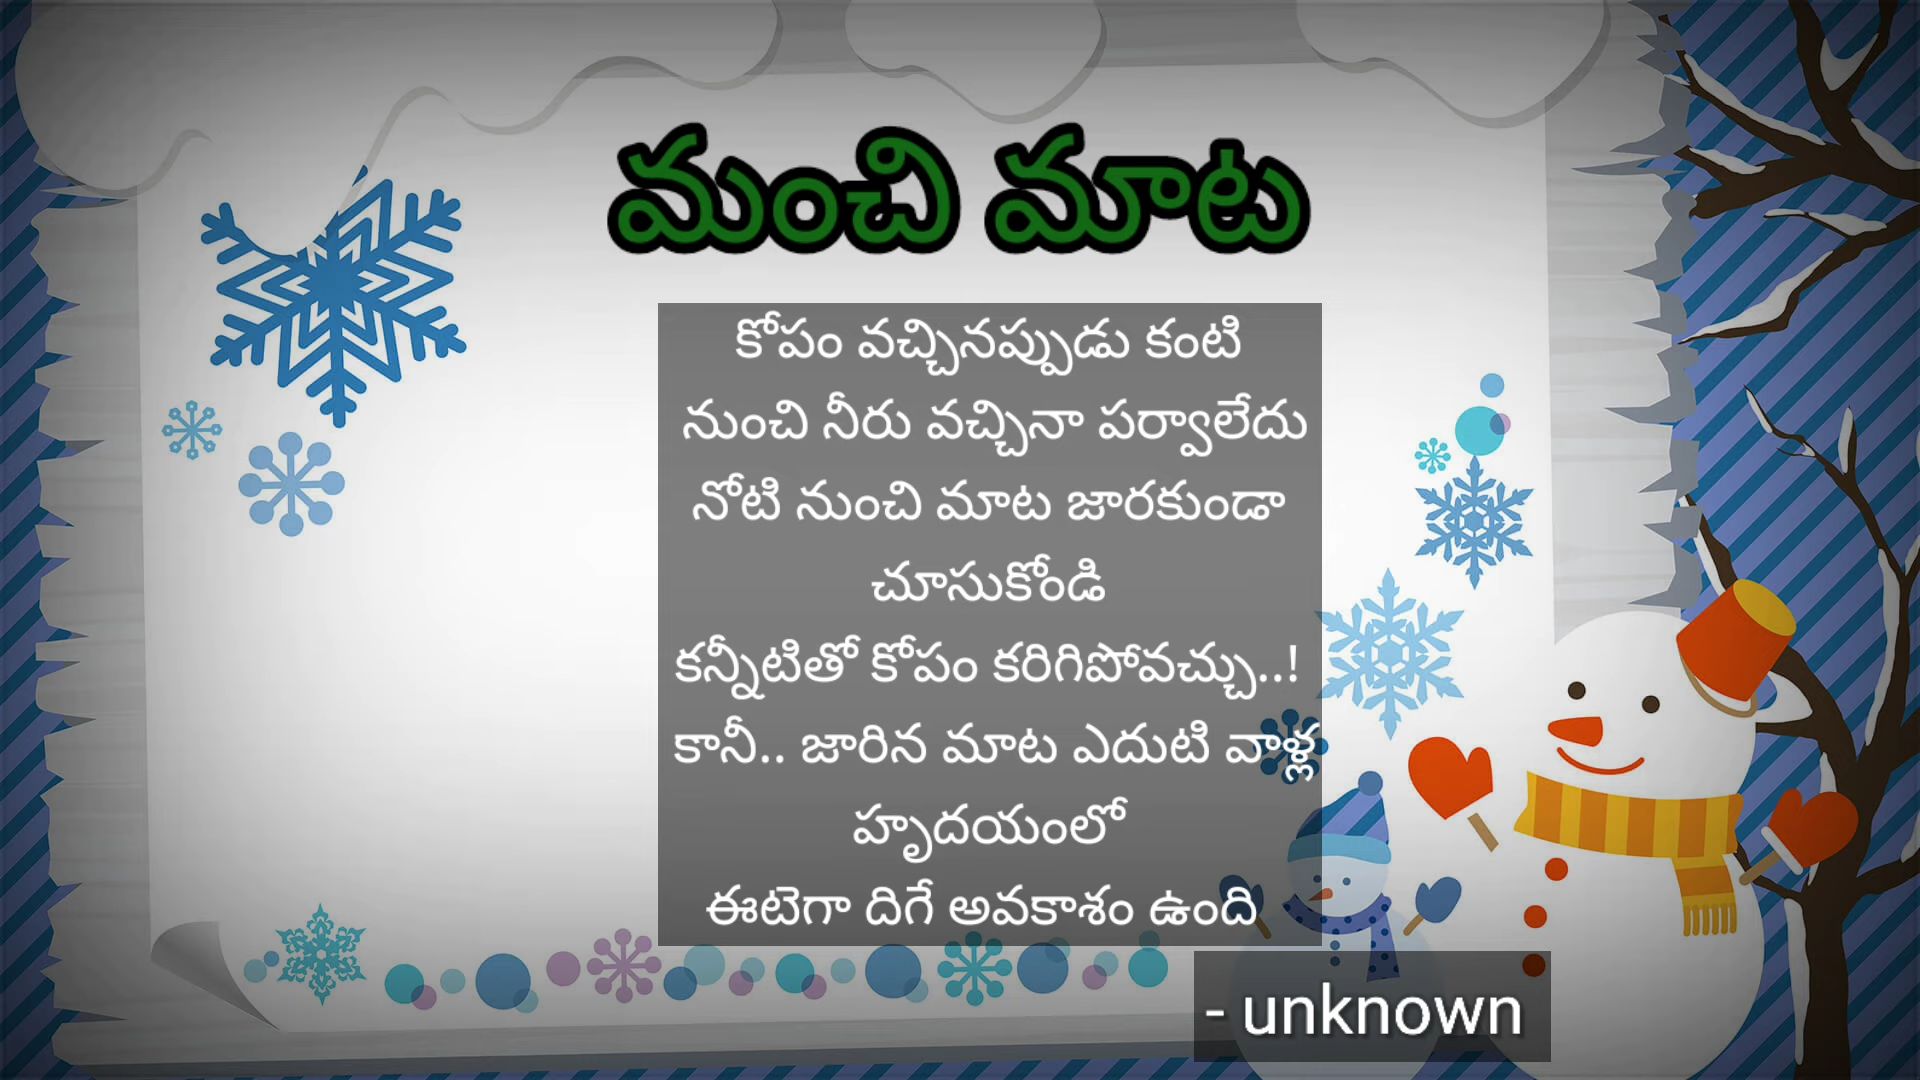 మంచి మాట
కోపం వచ్చినప్పుడు కంటి
నుంచి నీరు వచ్చినా పర్వాలేదు
నోటి నుంచి మాట జారకుండా
చూసుకోండి
కన్నీటితో కోపం కరిగిపోవచ్చు..!
కానీ.. జారిన మాట ఎదుటి వాళ్ల
హృదయంలో
ఈటెగా దిగే అవకాశం ఉంది
- unknown